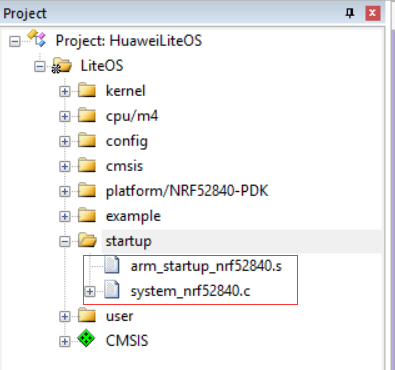 Project
Project: HuaweiLiteOS
LiteOS
kernel
cpu/m4
config
cmsis
platform/NRF52840-PDK
example
startup
arm_startup_nrf52840.s
system_nrf52840.c
user
CMSIS